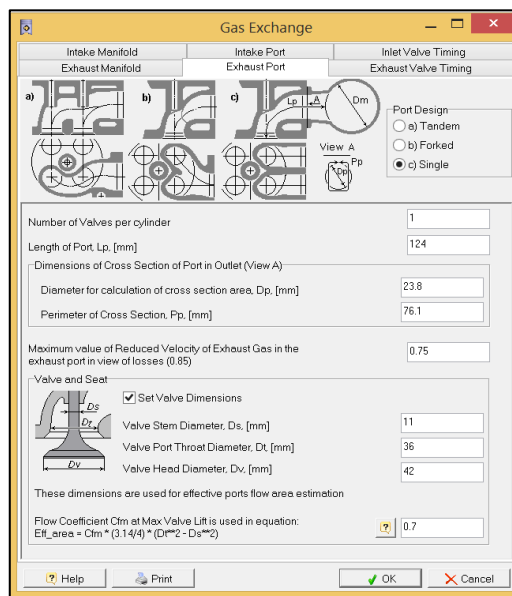 Gas Exchange
Intake Manifold Intake Port Inlet Valve Timing
Exhaust Manifold Exhaust Port Exhaust Valve Timing
a) b) c) Lp A Dm
View A
Pp
Dp
Port Design
a) Tandem
b) Forked
c) Single
Number of Valves per cylinder 1
Length of Port, Lp, [mm] 124
Dimensions of Cross Section of Port in Outlet (View A)
Diameter for calculation of cross section area, Dp, [mm] 23.8
Perimeter of Cross Section, Pp, [mm] 76.1
Maximum value of Reduced Velocity of Exhaust Gas in the
exhaust port in view of losses (0.85) 0.75
Valve and Seat
Ds
Dt
Dv
Set Valve Dimensions
Valve Stem Diameter, Ds, [mm] 11
Valve Port Throat Diameter, Dt, [mm] 36
Valve Head Diameter, Dv, [mm] 42
These dimensions are used for effective ports flow area estimation
Flow Coefficient Cfm at Max Valve Lift is used in equation:
Eff_area = Cfm * (3.14/4) * (Dt**2 - Ds**2) ? 0.7
? Help Print OK Cancel